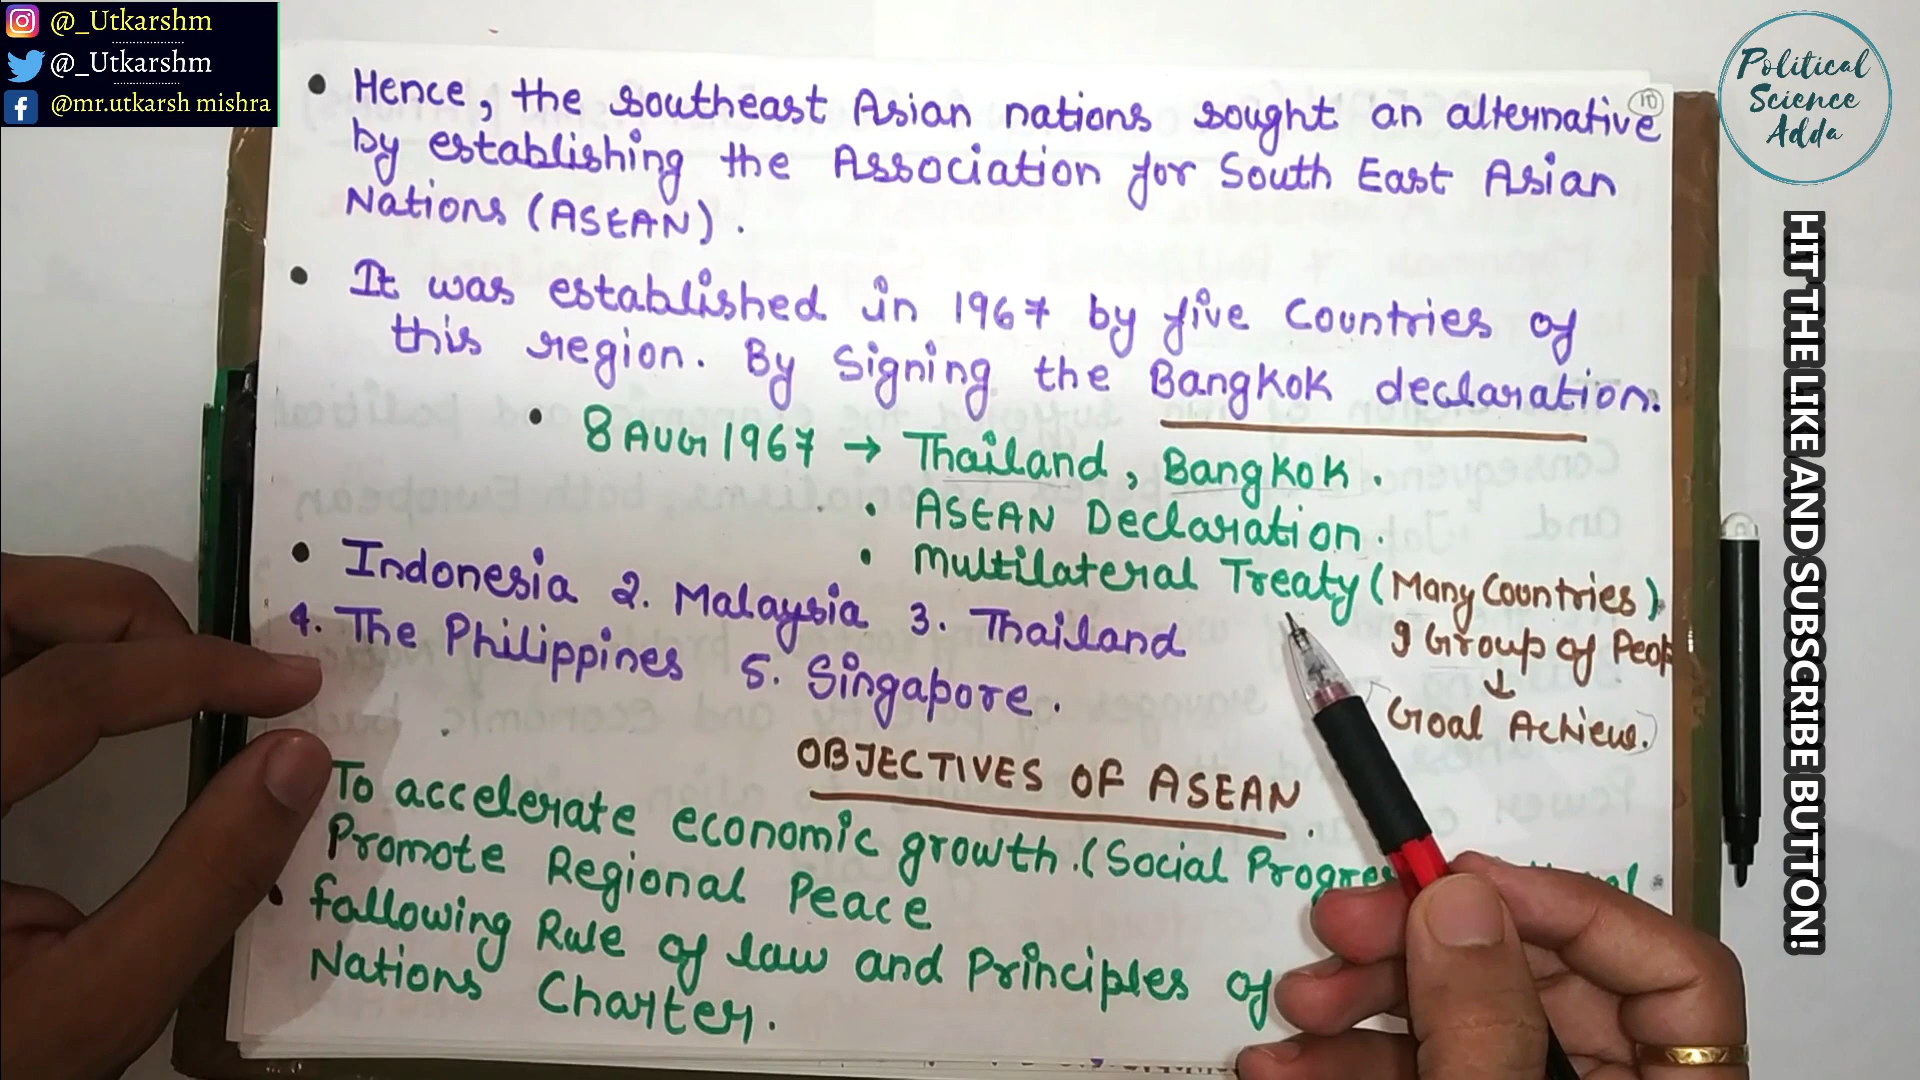 @_Utkarshm
@_Utkarshm
@mr.utkarsh mishra
Political
Science
Adda
HIT THE LIKE AND SUBSCRIBE BUTTON!
10
• Hence, the southeast Asian nations sought an alternative
by establishing the Association for South East Asian
Nations (ASEAN).
• It was established in 1967 by five Countries of
this region. By Signing the Bangkok declaration.
• 8 AUG 1967 → Thailand, Bangkok.
• ASEAN Declaration.
• Multilateral Treaty (Many Countries)
• Indonesia 2. Malaysia 3. Thailand
Group of Peop
4. The Philippines 5. Singapore.
↓
Goal Achieve.)
OBJECTIVES OF ASEAN.
To accelerate economic growth. (Social Progre
Promote Regional Peace
• following Rule of law and Principles of
Nations Charter.